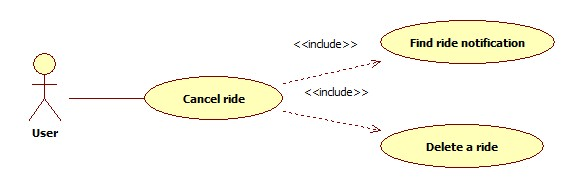 <<include>>
Find ride notification
Cancel ride
<<include>>
User
Delete a ride